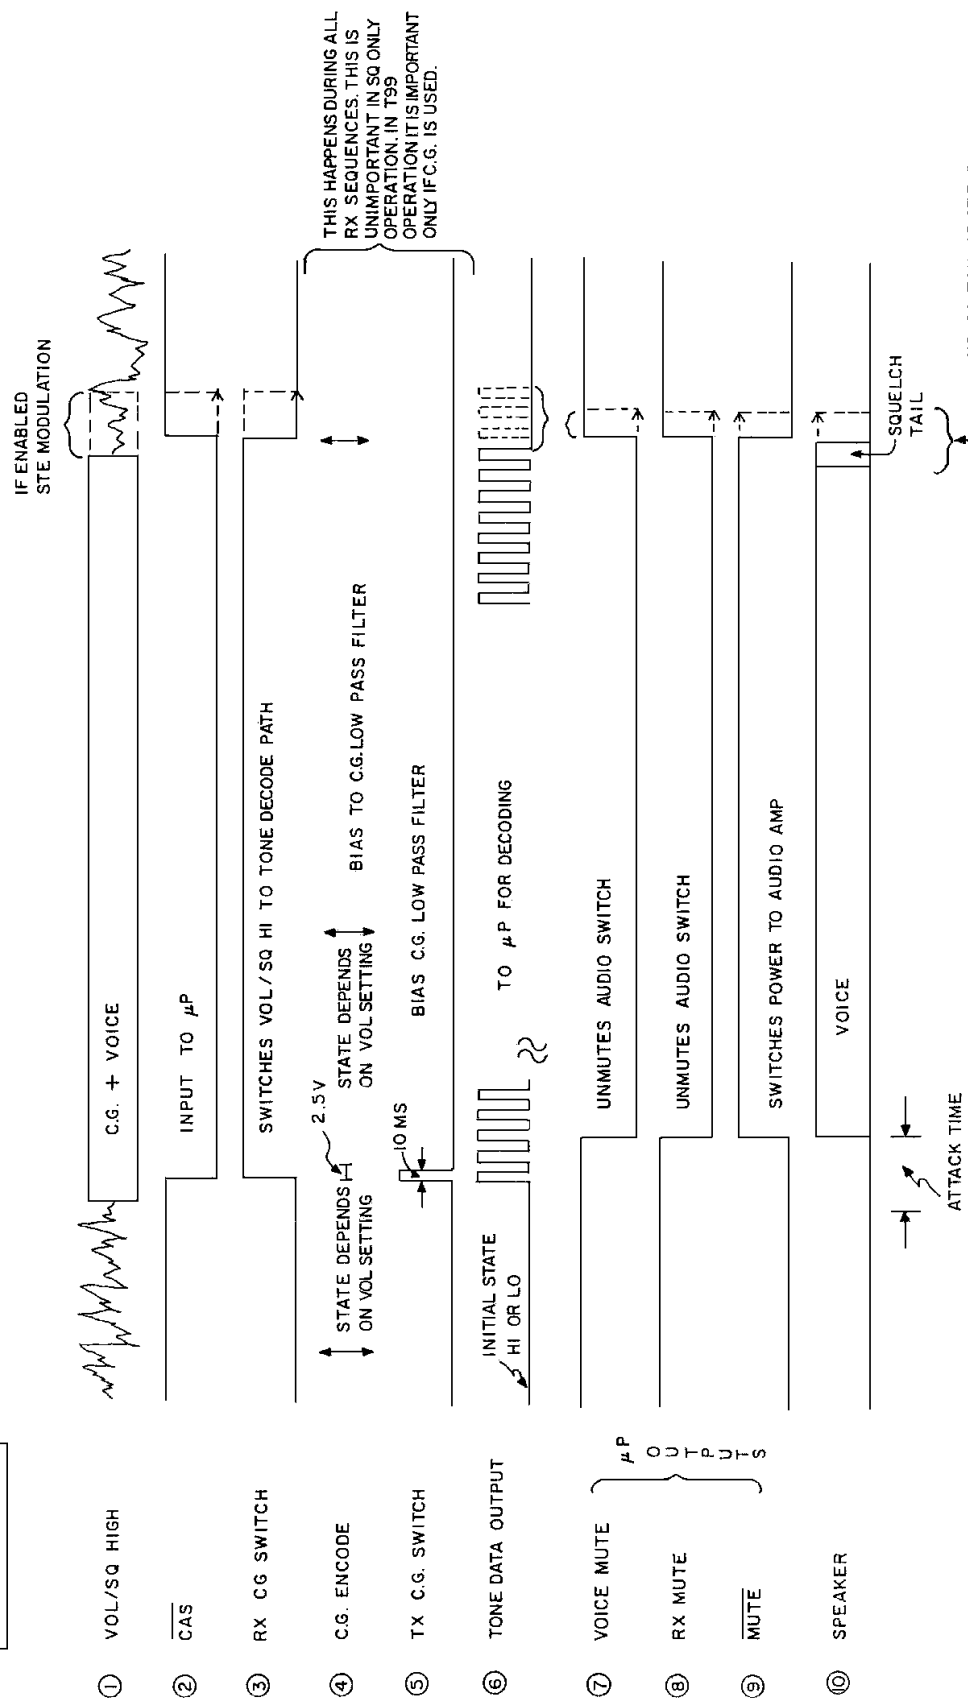 IF ENABLED
STE MODULATION
① VOL/SQ HIGH
C.G. + VOICE
② C̅A̅S̅
INPUT TO µP
③ RX CG SWITCH
SWITCHES VOL/SQ HI TO TONE DECODE PATH
THIS HAPPENS DURING ALL
RX SEQUENCES. THIS IS
UNIMPORTANT IN SQ ONLY
OPERATION. IN T99
OPERATION IT IS IMPORTANT
ONLY IF C.G. IS USED.
④ C.G. ENCODE
STATE DEPENDS
ON VOL SETTING
2.5V
STATE DEPENDS
ON VOL SETTING
BIAS TO C.G. LOW PASS FILTER
⑤ TX C.G. SWITCH
10 MS
BIAS C.G. LOW PASS FILTER
⑥ TONE DATA OUTPUT
INITIAL STATE
HI OR LO
TO µP FOR DECODING
µP
OUTPUTS
⑦ VOICE MUTE
UNMUTES AUDIO SWITCH
⑧ RX MUTE
UNMUTES AUDIO SWITCH
⑨ M̅U̅T̅E̅
SWITCHES POWER TO AUDIO AMP
⑩ SPEAKER
VOICE
SQUELCH
TAIL
ATTACK TIME